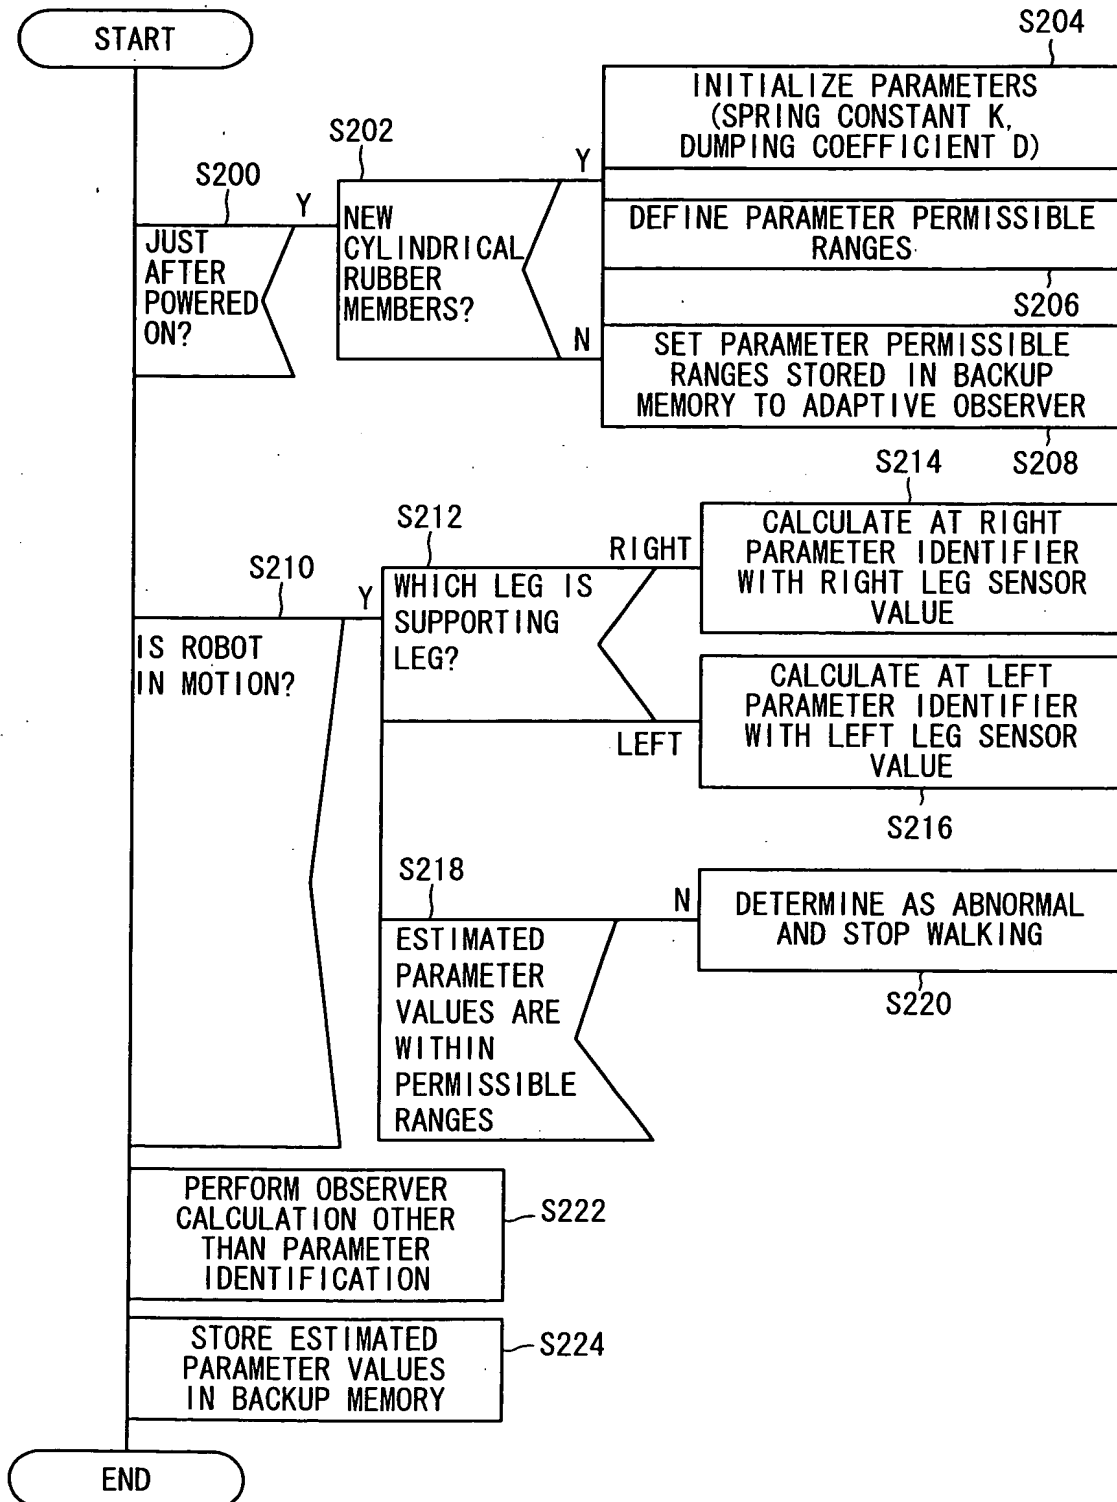 START
S204
INITIALIZE PARAMETERS
(SPRING CONSTANT K,
DUMPING COEFFICIENT D)
S202
Y
S200
Y
NEW
CYLINDRICAL
RUBBER
MEMBERS?
DEFINE PARAMETER PERMISSIBLE
RANGES
JUST
AFTER
POWERED
ON?
S206
N
SET PARAMETER PERMISSIBLE
RANGES STORED IN BACKUP
MEMORY TO ADAPTIVE OBSERVER
S208
S214
S212
RIGHT
CALCULATE AT RIGHT
PARAMETER IDENTIFIER
WITH RIGHT LEG SENSOR
VALUE
S210
Y
WHICH LEG IS
SUPPORTING
LEG?
IS ROBOT
IN MOTION?
LEFT
CALCULATE AT LEFT
PARAMETER IDENTIFIER
WITH LEFT LEG SENSOR
VALUE
S216
S218
N
DETERMINE AS ABNORMAL
AND STOP WALKING
S220
ESTIMATED
PARAMETER
VALUES ARE
WITHIN
PERMISSIBLE
RANGES
PERFORM OBSERVER
CALCULATION OTHER
THAN PARAMETER
IDENTIFICATION
S222
STORE ESTIMATED
PARAMETER VALUES
IN BACKUP MEMORY
S224
END